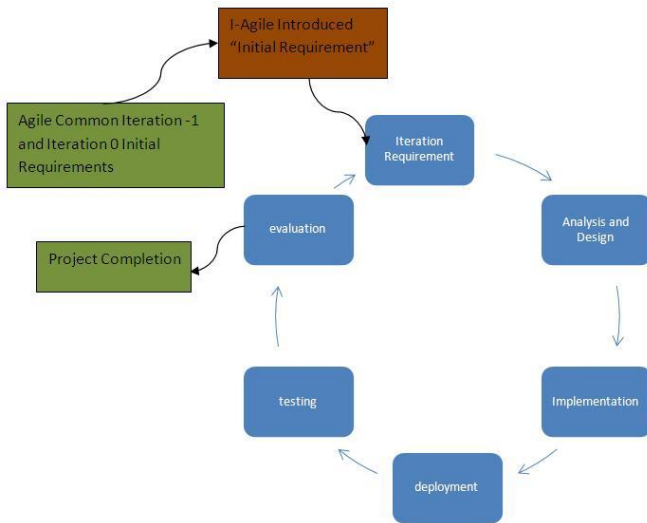 I-Agile Introduced
“Initial Requirement”
Agile Common Iteration -1
and Iteration 0 Initial
Requirements
Iteration
Requirement
evaluation
Analysis and
Design
Project Completion
testing
Implementation
deployment